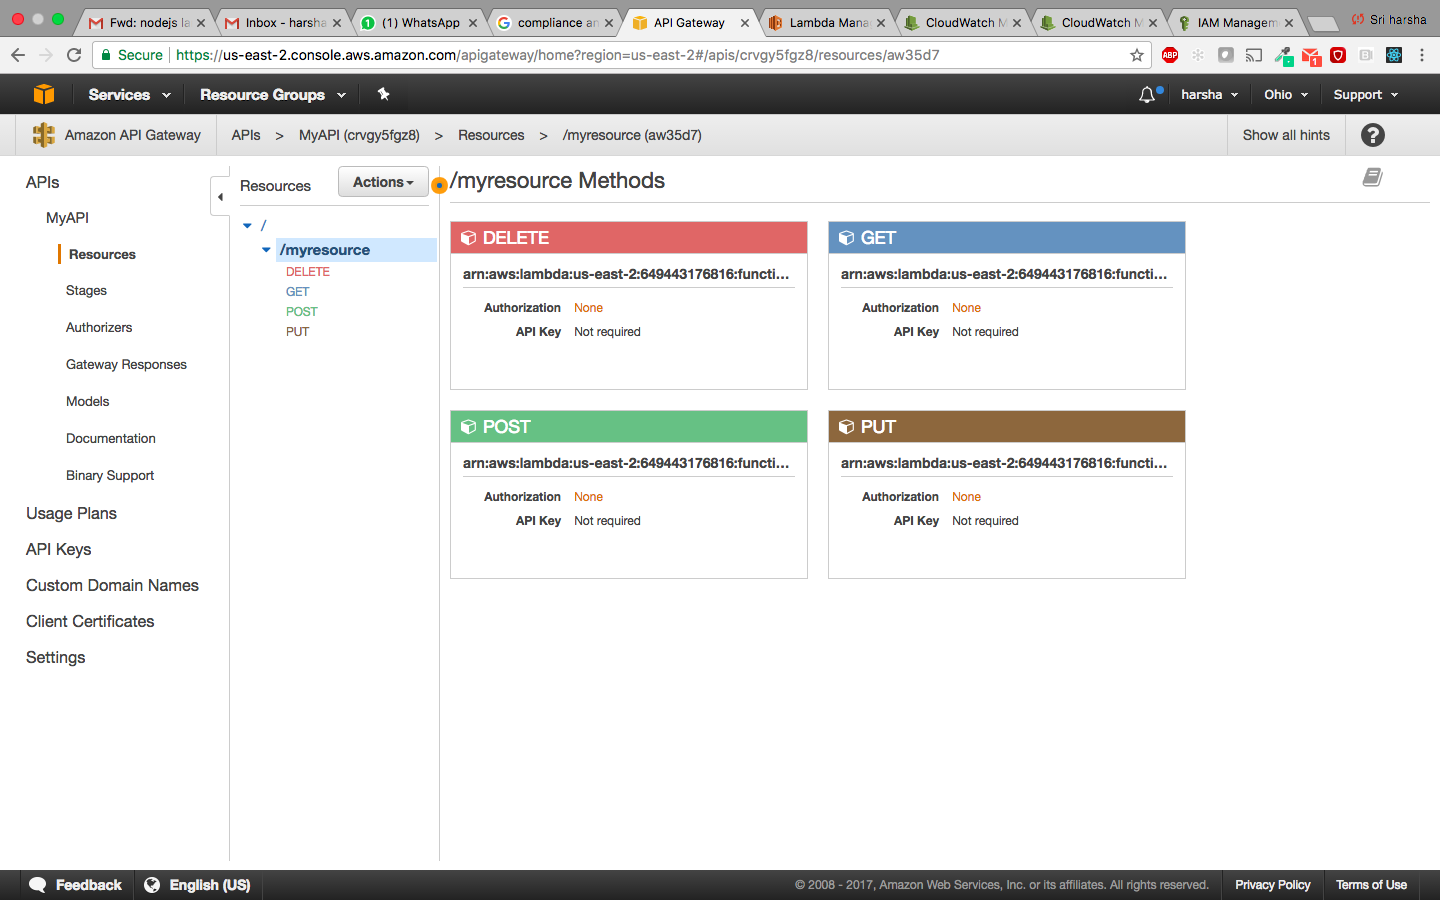 Fwd: nodejs la
Inbox - harsha
1 (1) WhatsApp
compliance an
API Gateway
Lambda Mana
CloudWatch M
CloudWatch M
IAM Managem
Sri harsha
Secure https://us-east-2.console.aws.amazon.com/apigateway/home?region=us-east-2#/apis/crvgy5fgz8/resources/aw35d7
ABP 1
Services Resource Groups harsha Ohio Support
Amazon API Gateway APIs > MyAPI (crvgy5fgz8) > Resources > /myresource (aw35d7) Show all hints ?
APIs
MyAPI
Resources
Stages
Authorizers
Gateway Responses
Models
Documentation
Binary Support
Usage Plans
API Keys
Custom Domain Names
Client Certificates
Settings
Resources Actions
/
/myresource
DELETE
GET
POST
PUT
/myresource Methods
DELETE
arn:aws:lambda:us-east-2:649443176816:functi...
Authorization None
API Key Not required
GET
arn:aws:lambda:us-east-2:649443176816:functi...
Authorization None
API Key Not required
POST
arn:aws:lambda:us-east-2:649443176816:functi...
Authorization None
API Key Not required
PUT
arn:aws:lambda:us-east-2:649443176816:functi...
Authorization None
API Key Not required
Feedback English (US) © 2008 - 2017, Amazon Web Services, Inc. or its affiliates. All rights reserved. Privacy Policy Terms of Use